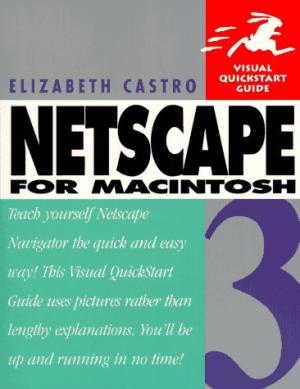 VISUAL
QUICKSTART
GUIDE
ELIZABETH CASTRO
NETSCAPE
FOR MACINTOSH
3
Teach yourself Netscape
Navigator the quick and easy
way! This Visual QuickStart
Guide uses pictures rather than
lengthy explanations. You'll be
up and running in no time!